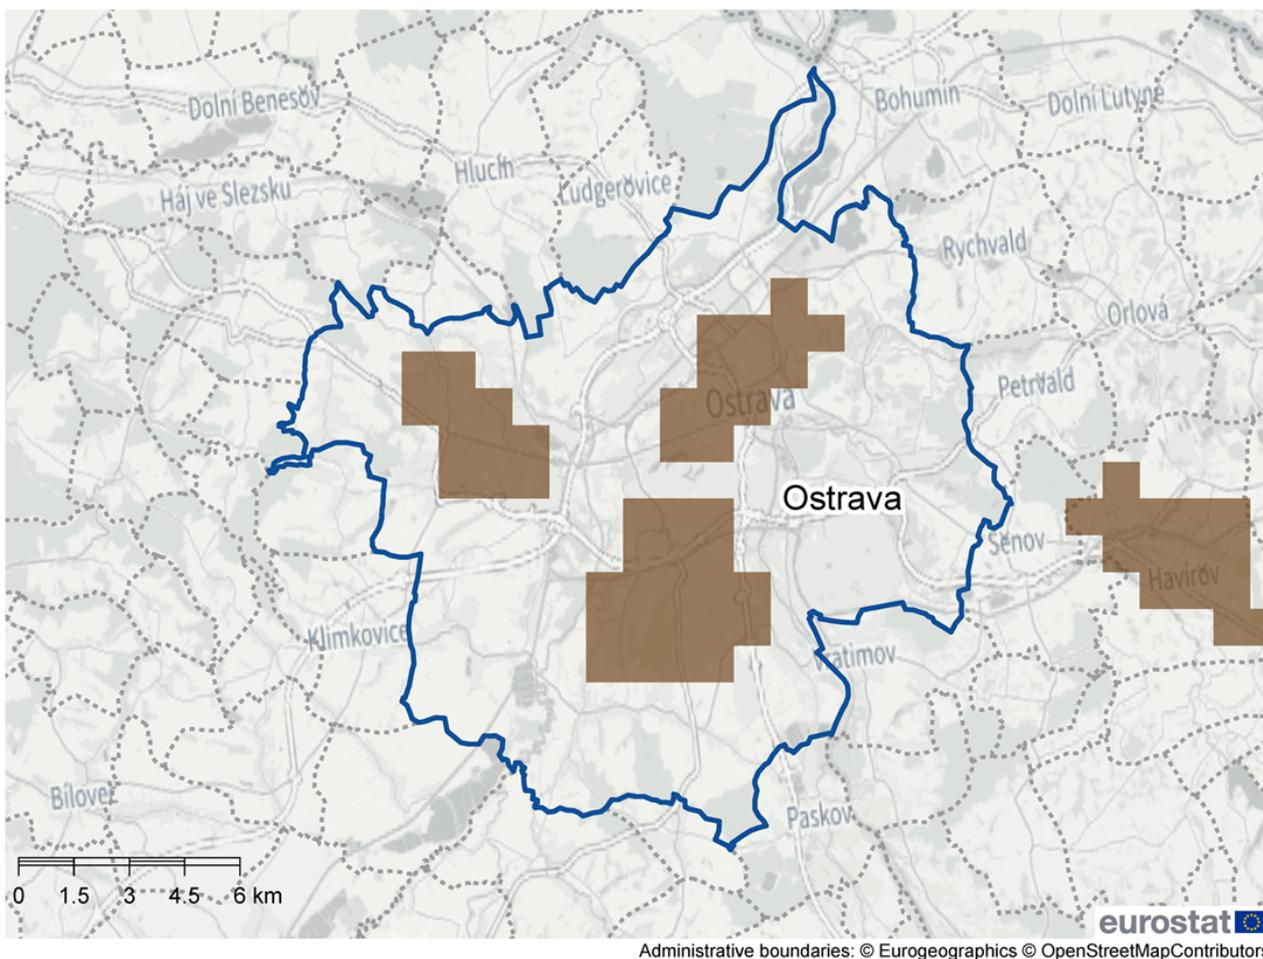 Dolní Benešov
Bohumín
Dolní Lutyně
Hlučín
Háj ve Slezsku
Ludgeřovice
Rychvald
Orlová
Petřvald
Ostrava
Ostrava
Šenov
Havířov
Klimkovice
Vratimov
Bílovec
Paskov
0 1.5 3 4.5 6 km
eurostat
Administrative boundaries: © Eurogeographics © OpenStreetMapContributors